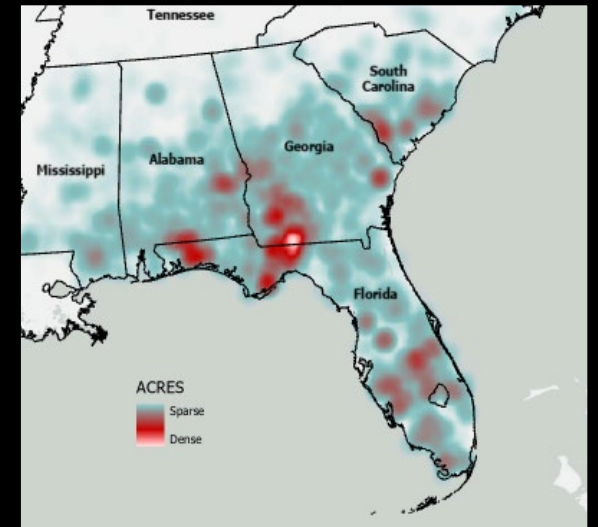 Tennessee
South
Carolina
Georgia
Alabama
Mississippi
Florida
ACRES
Sparse
Dense